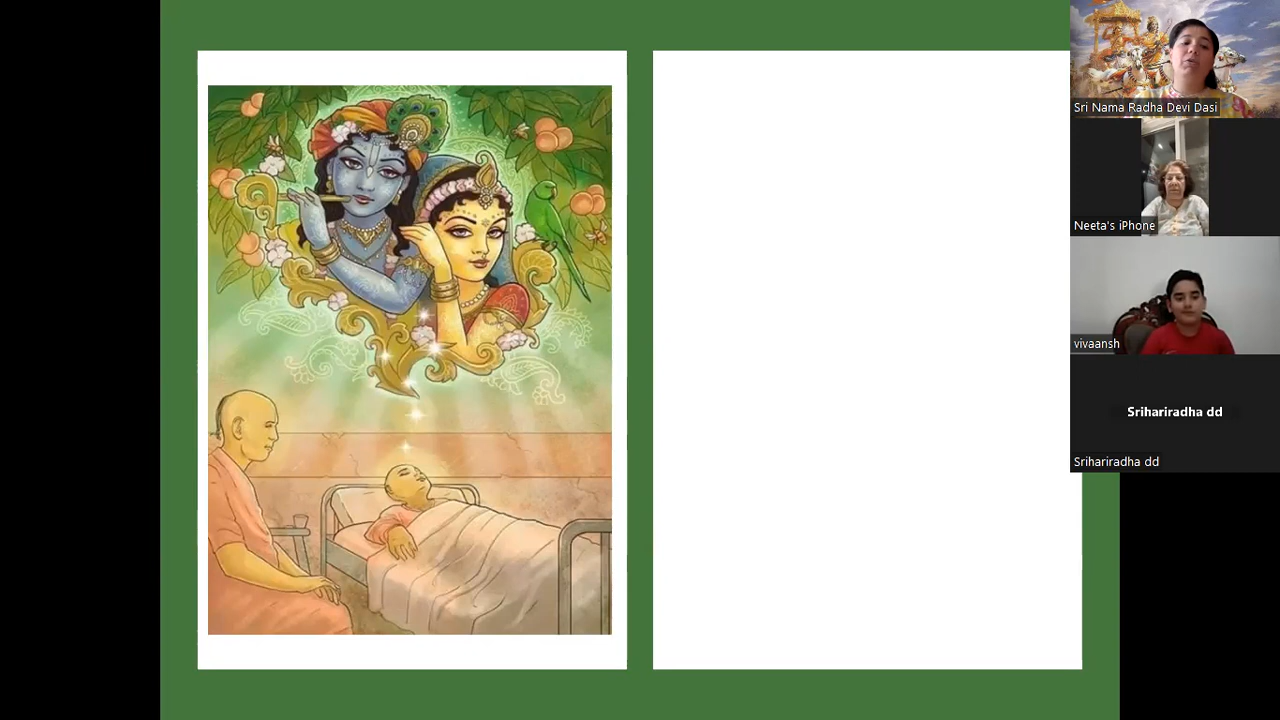 Sri Nama Radha Devi Dasi
Neeta's iPhone
vivaansh
Srihariradha dd
Srihariradha dd